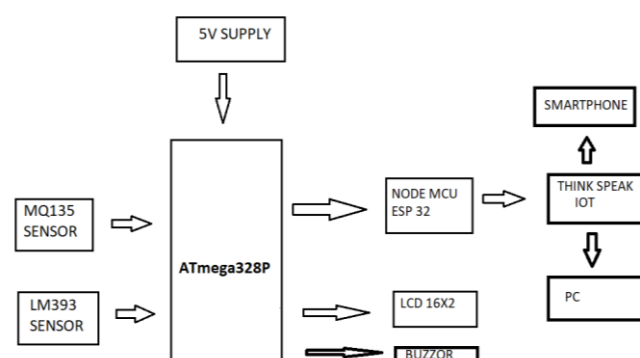 5V SUPPLY
SMARTPHONE
NODE MCU
ESP 32
THINK SPEAK
IOT
MQ135
SENSOR
ATmega328P
LM393
SENSOR
LCD 16X2
PC
BUZZOR